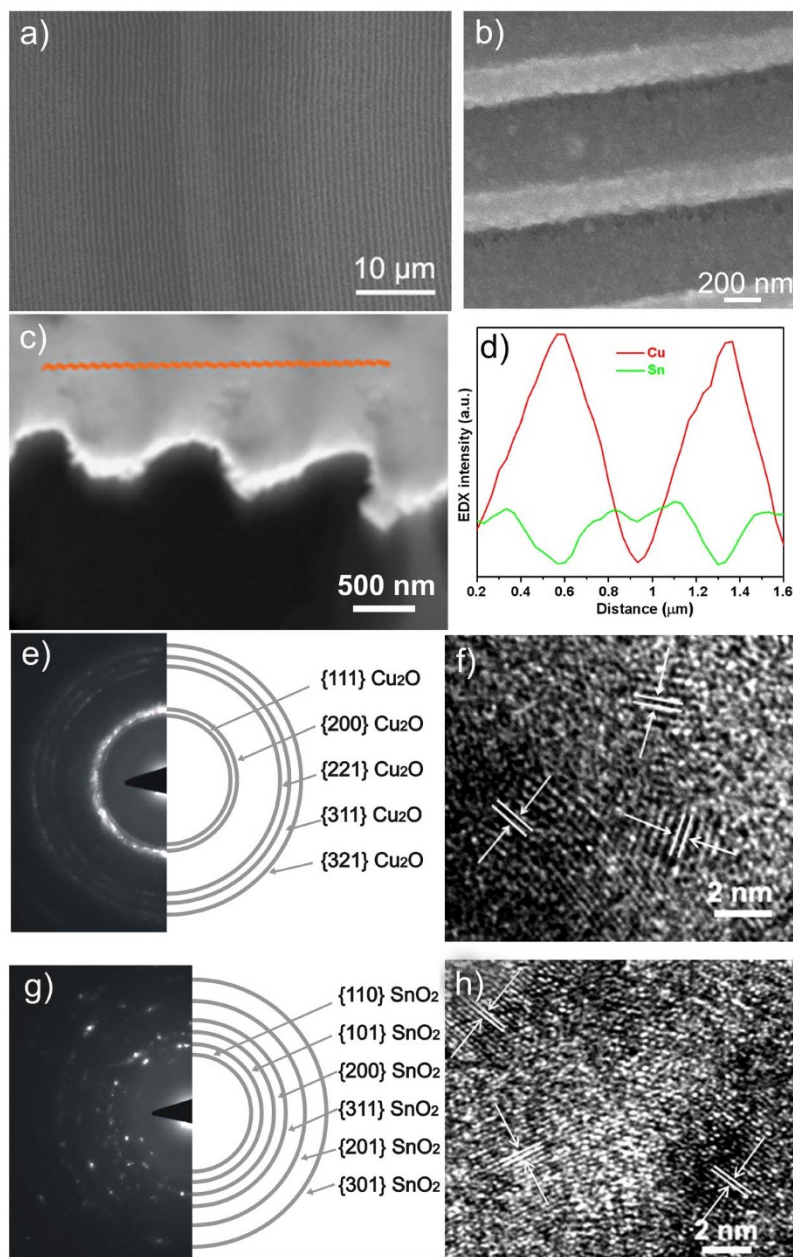 a)
10 μm
b)
200 nm
c)
500 nm
d)
Cu
Sn
EDX intensity (a.u.)
0.2 0.4 0.6 0.8 1 1.2 1.4 1.6
Distance (μm)
e)
{111} Cu₂O
{200} Cu₂O
{221} Cu₂O
{311} Cu₂O
{321} Cu₂O
f)
2 nm
g)
{110} SnO₂
{101} SnO₂
{200} SnO₂
{311} SnO₂
{201} SnO₂
{301} SnO₂
h)
2 nm